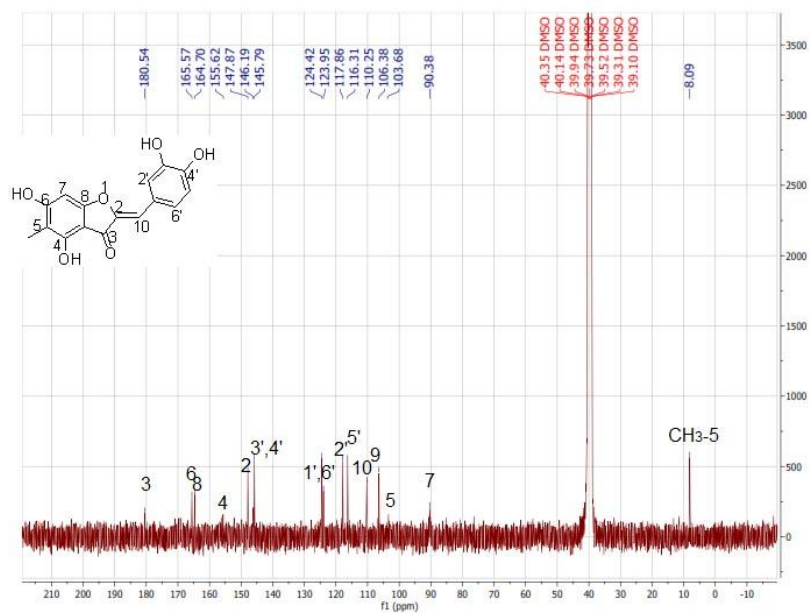 180.54
165.57
164.70
155.62
147.87
146.19
145.79
124.42
123.95
117.86
116.31
110.25
106.38
103.68
90.38
40.35 DMSO
40.14 DMSO
39.94 DMSO
39.73 DMSO
39.52 DMSO
39.31 DMSO
39.10 DMSO
8.09
3500
3000
2500
2000
1500
1000
500
0
HO OH
2' 4'
HO 7 1
6 8 2 6'
5 3 10
4
OH O
3
6
8
4
2
3',4'
1',6'
2'
5'
10
9
5
7
CH3-5
210 200 190 180 170 160 150 140 130 120 110 100 90 80 70 60 50 40 30 20 10 0 -10
f1 (ppm)